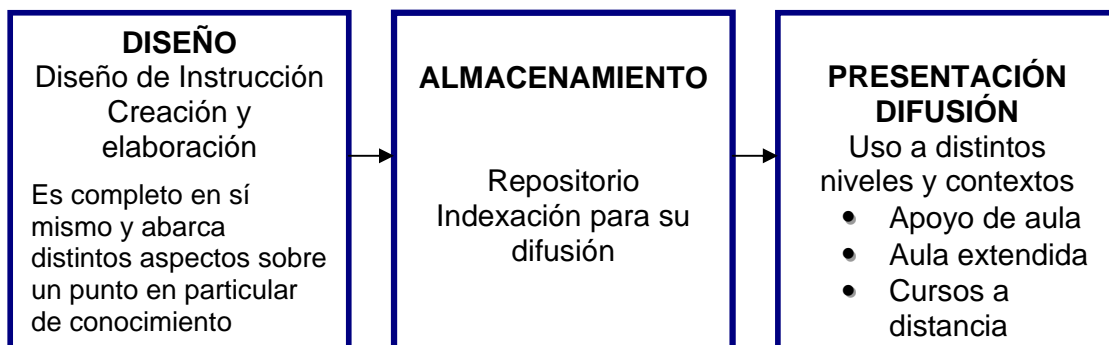 DISEÑO
Diseño de Instrucción
Creación y
elaboración
Es completo en sí
mismo y abarca
distintos aspectos sobre
un punto en particular
de conocimiento
ALMACENAMIENTO
Repositorio
Indexación para su
difusión
PRESENTACIÓN
DIFUSIÓN
Uso a distintos
niveles y contextos
• Apoyo de aula
• Aula extendida
• Cursos a
distancia